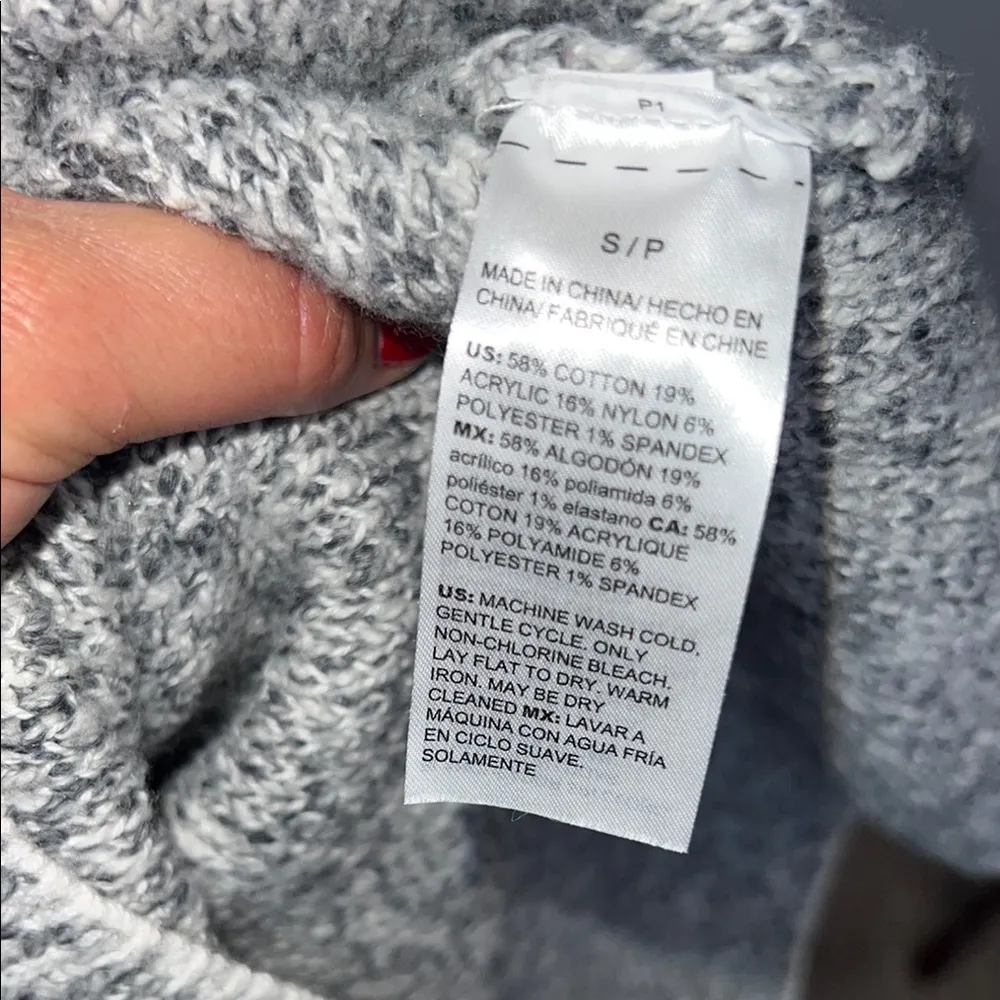 P1
S / P
MADE IN CHINA/ HECHO EN
CHINA/ FABRIQUÉ EN CHINE
US: 58% COTTON 19%
ACRYLIC 16% NYLON 6%
POLYESTER 1% SPANDEX
MX: 58% ALGODÓN 19%
acrílico 16% poliamida 6%
poliéster 1% elastano CA: 58%
COTON 19% ACRYLIQUE
16% POLYAMIDE 6%
POLYESTER 1% SPANDEX
US: MACHINE WASH COLD,
GENTLE CYCLE. ONLY
NON-CHLORINE BLEACH,
LAY FLAT TO DRY. WARM
IRON, MAY BE DRY
CLEANED MX: LAVAR A
MÁQUINA CON AGUA FRÍA
EN CICLO SUAVE.
SOLAMENTE